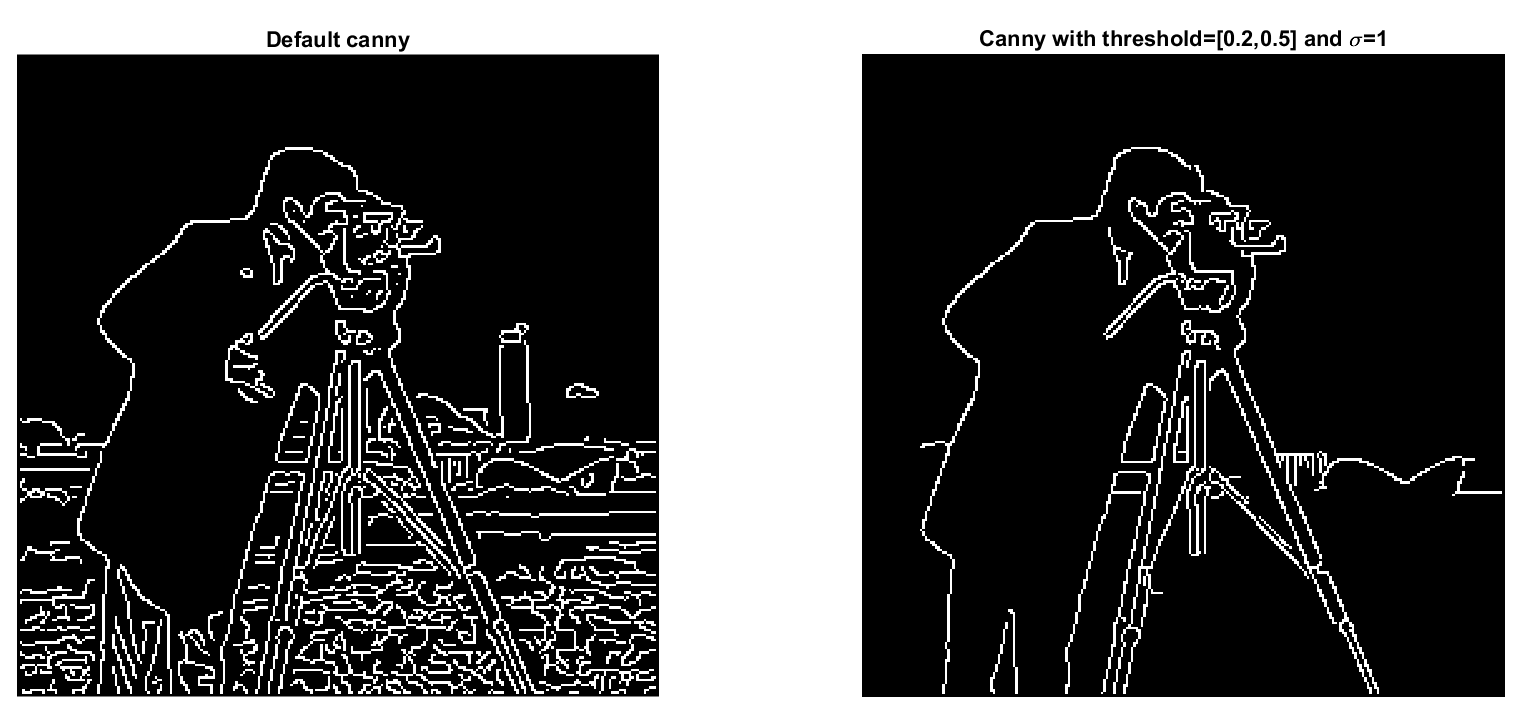 Default canny
Canny with threshold=[0.2,0.5] and σ=1